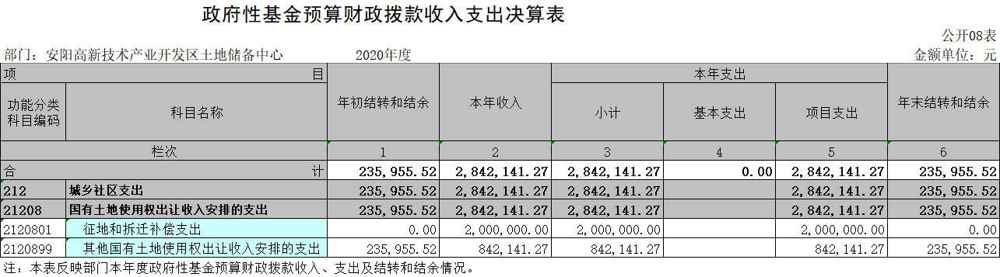 政府性基金预算财政拨款收入支出决算表
公开08表
部门：安阳高新技术产业开发区土地储备中心 2020年度 金额单位：元
项 目 年初结转和结余 本年收入 本年支出 年末结转和结余
功能分类科目编码 科目名称 小计 基本支出 项目支出
栏次 1 2 3 4 5 6
合 计 235,955.52 2,842,141.27 2,842,141.27 0.00 2,842,141.27 235,955.52
212 城乡社区支出 235,955.52 2,842,141.27 2,842,141.27 2,842,141.27 235,955.52
21208 国有土地使用权出让收入安排的支出 235,955.52 2,842,141.27 2,842,141.27 2,842,141.27 235,955.52
2120801 征地和拆迁补偿支出 0.00 2,000,000.00 2,000,000.00 2,000,000.00 0.00
2120899 其他国有土地使用权出让收入安排的支出 235,955.52 842,141.27 842,141.27 842,141.27 235,955.52
注：本表反映部门本年度政府性基金预算财政拨款收入、支出及结转和结余情况。